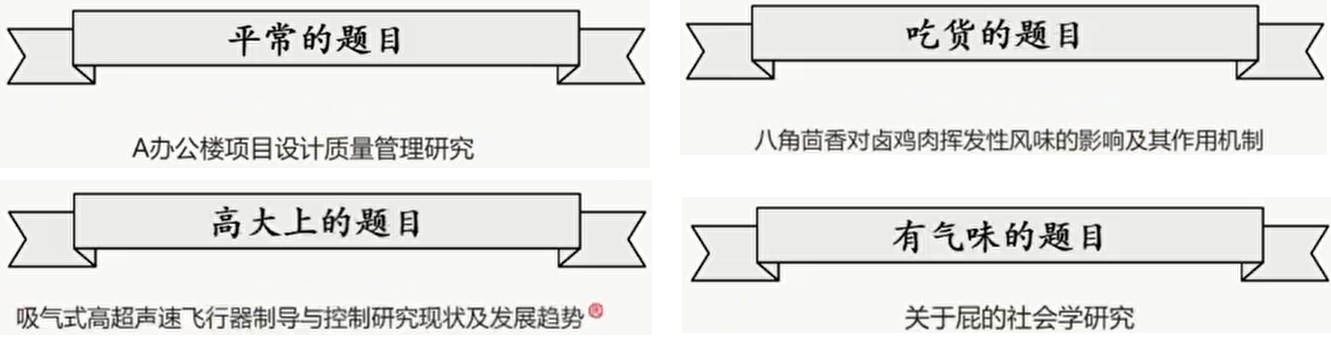 平常的题目
A办公楼项目设计质量管理研究
吃货的题目
八角茴香对卤鸡肉挥发性风味的影响及其作用机制
高大上的题目
吸气式高超声速飞行器制导与控制研究现状及发展趋势
有气味的题目
关于屁的社会学研究